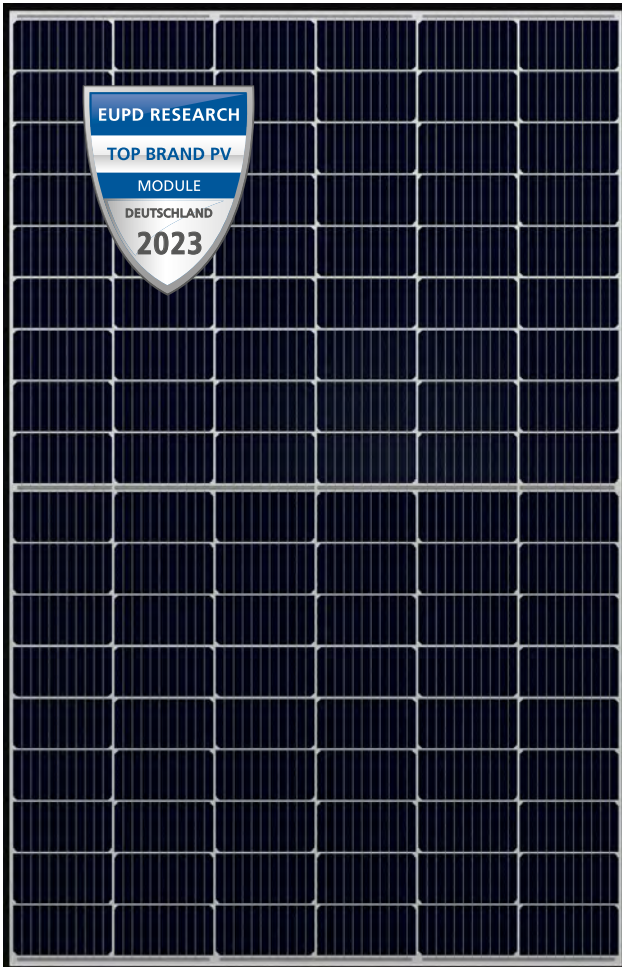 EUPD RESEARCH
TOP BRAND PV
MODULE
DEUTSCHLAND
2023